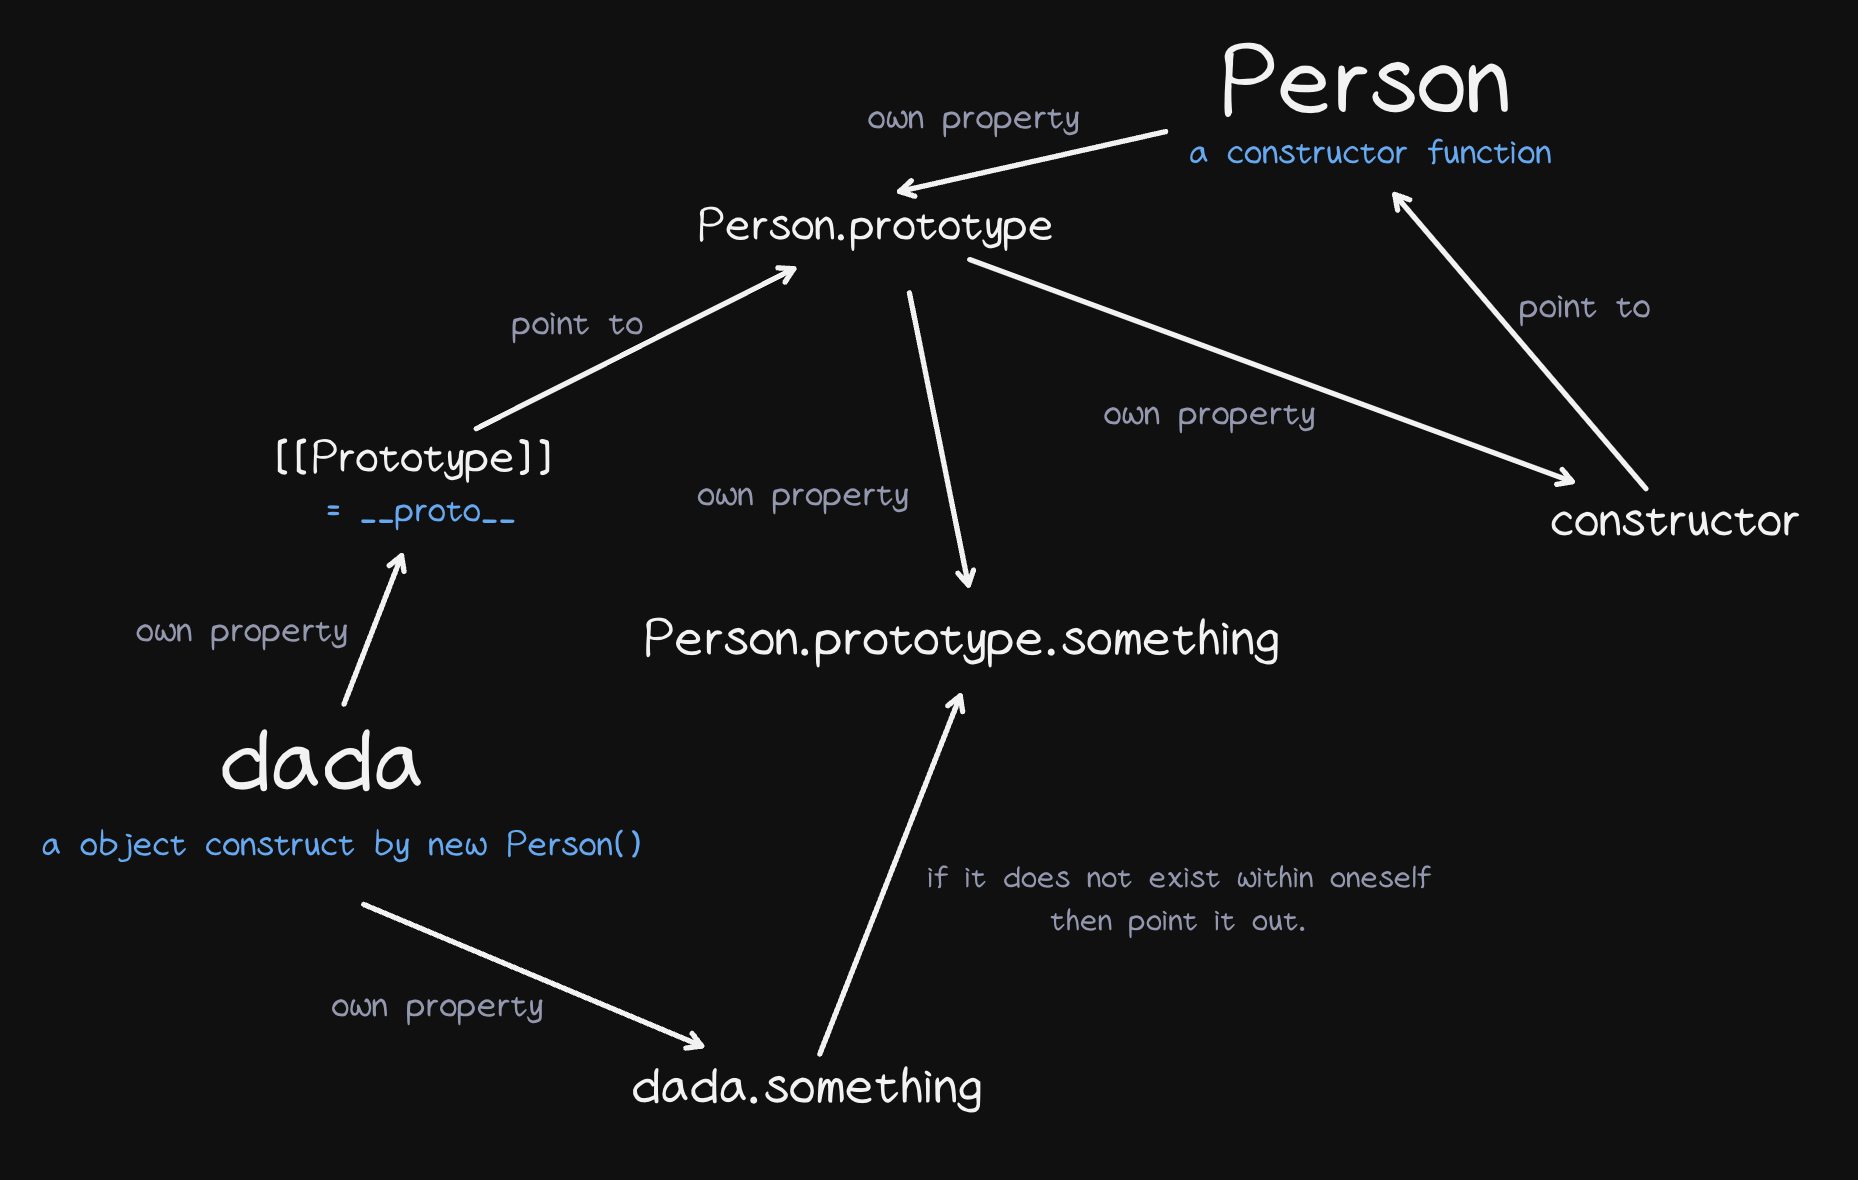 Person
own property
a constructor function
Person.prototype
point to
point to
own property
[[Prototype]]
own property
= __proto__
constructor
own property
Person.prototype.something
dada
a object construct by new Person()
if it does not exist within oneself
then point it out.
own property
dada.something